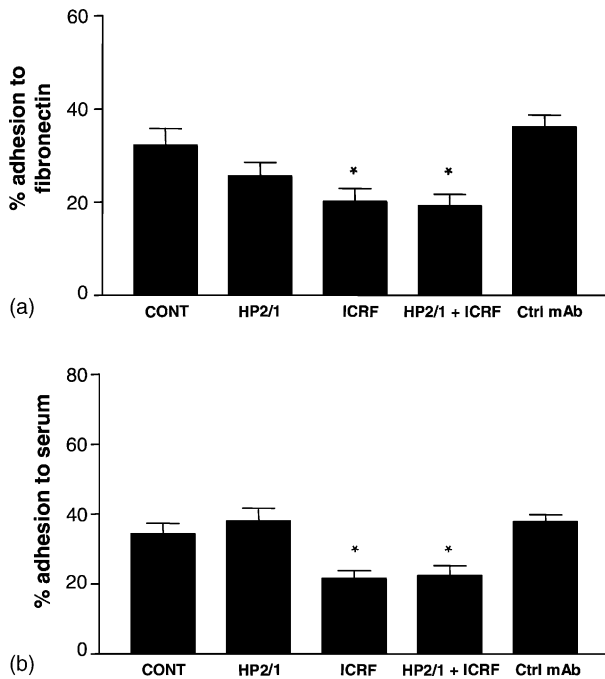 60
40
20
0
% adhesion to
fibronectin
* *
(a)
CONT HP2/1 ICRF HP2/1 + ICRF Ctrl mAb
80
60
40
20
0
% adhesion to serum
* *
(b)
CONT HP2/1 ICRF HP2/1 + ICRF Ctrl mAb